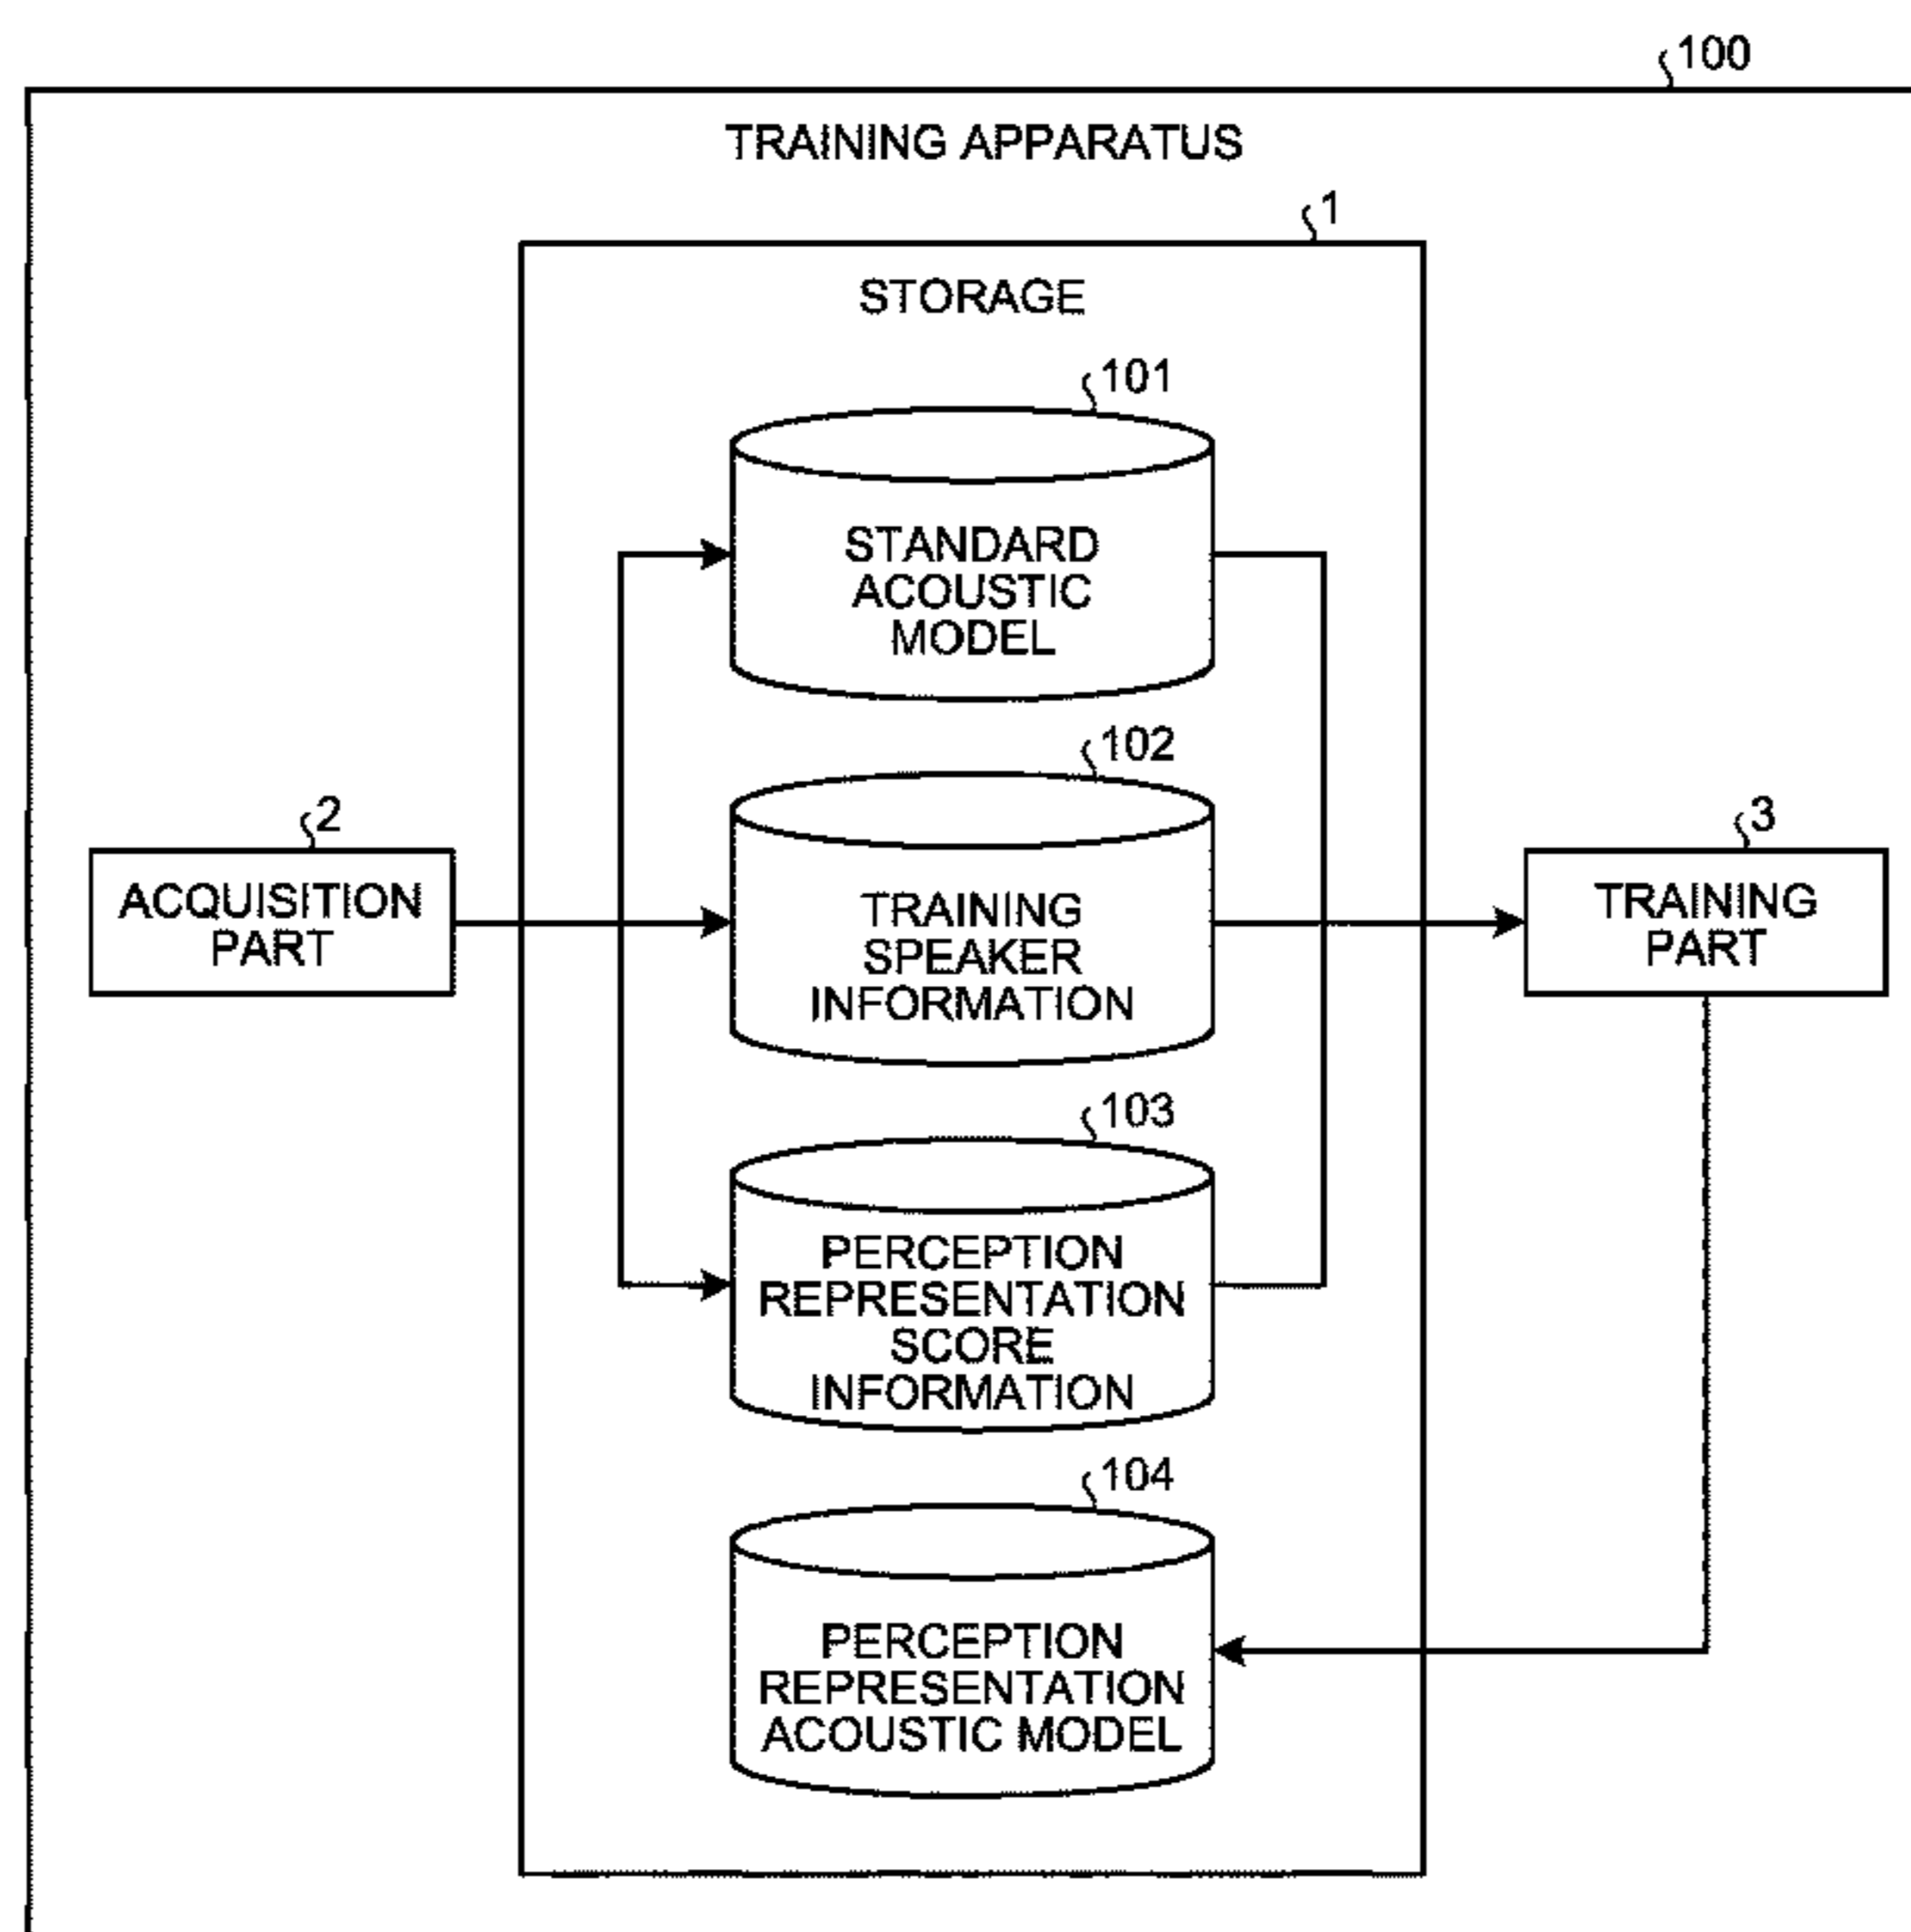 100
TRAINING APPARATUS
1
STORAGE
101
STANDARD
ACOUSTIC
MODEL
102
2
3
ACQUISITION
PART
TRAINING
SPEAKER
INFORMATION
TRAINING
PART
103
PERCEPTION
REPRESENTATION
SCORE
INFORMATION
104
PERCEPTION
REPRESENTATION
ACOUSTIC MODEL